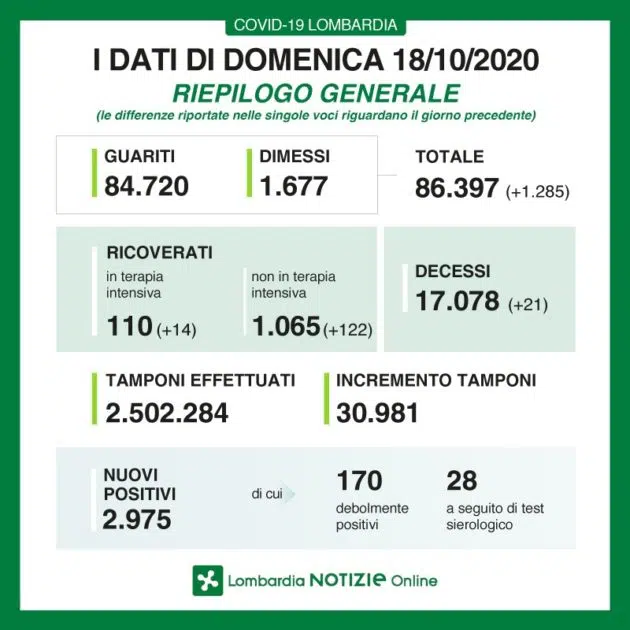 COVID-19 LOMBARDIA
I DATI DI DOMENICA 18/10/2020
RIEPILOGO GENERALE
(le differenze riportate nelle singole voci riguardano il giorno precedente)
GUARITI
84.720
DIMESSI
1.677
TOTALE
86.397 (+1.285)
RICOVERATI
in terapia
intensiva
110 (+14)
non in terapia
intensiva
1.065 (+122)
DECESSI
17.078 (+21)
TAMPONI EFFETTUATI
2.502.284
INCREMENTO TAMPONI
30.981
NUOVI
POSITIVI
2.975
di cui
170
debolmente
positivi
28
a seguito di test
sierologico
Lombardia NOTIZIE Online